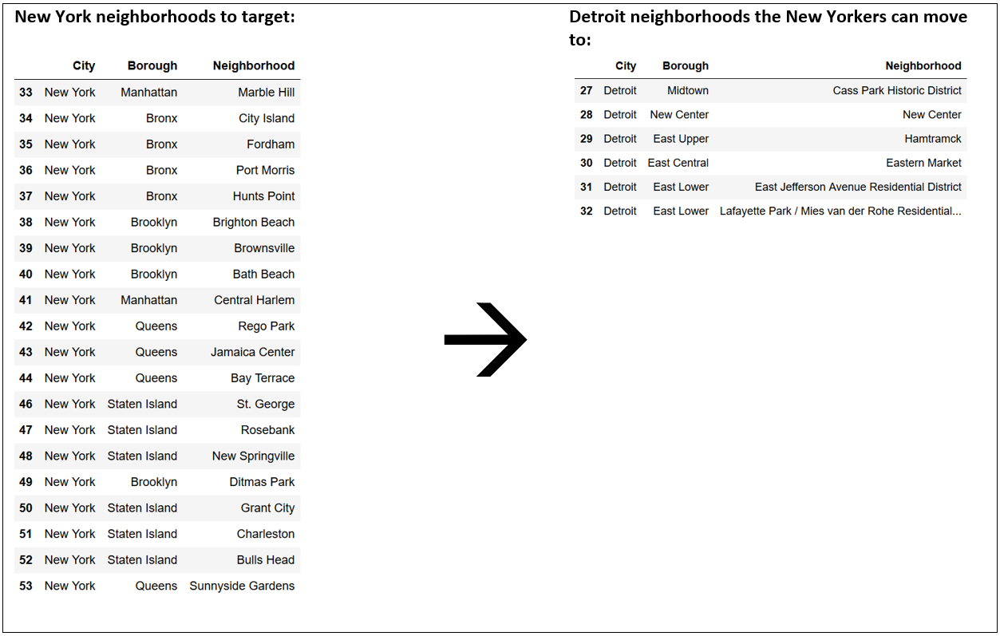 New York neighborhoods to target:
City Borough Neighborhood
33 New York Manhattan Marble Hill
34 New York Bronx City Island
35 New York Bronx Fordham
36 New York Bronx Port Morris
37 New York Bronx Hunts Point
38 New York Brooklyn Brighton Beach
39 New York Brooklyn Brownsville
40 New York Brooklyn Bath Beach
41 New York Manhattan Central Harlem
42 New York Queens Rego Park
43 New York Queens Jamaica Center
44 New York Queens Bay Terrace
46 New York Staten Island St. George
47 New York Staten Island Rosebank
48 New York Staten Island New Springville
49 New York Brooklyn Ditmas Park
50 New York Staten Island Grant City
51 New York Staten Island Charleston
52 New York Staten Island Bulls Head
53 New York Queens Sunnyside Gardens
Detroit neighborhoods the New Yorkers can move
to:
City Borough Neighborhood
27 Detroit Midtown Cass Park Historic District
28 Detroit New Center New Center
29 Detroit East Upper Hamtramck
30 Detroit East Central Eastern Market
31 Detroit East Lower East Jefferson Avenue Residential District
32 Detroit East Lower Lafayette Park / Mies van der Rohe Residential...